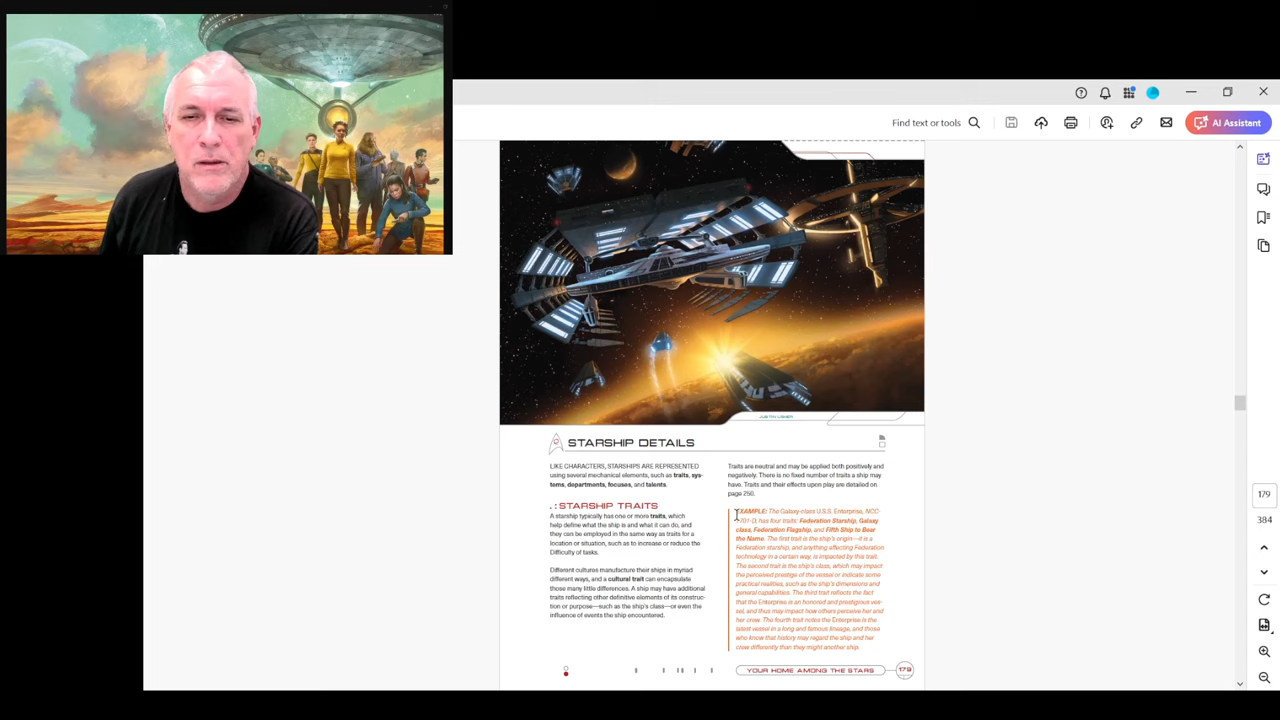 Find text or tools
AI Assistant
JUSTIN USHER
STARSHIP DETAILS
LIKE CHARACTERS, STARSHIPS ARE REPRESENTED
using several mechanical elements, such as traits, sys-
tems, departments, focuses, and talents.
.:STARSHIP TRAITS
A starship typically has one or more traits, which
help define what the ship is and what it can do, and
they can be employed in the same way as traits for a
location or situation, such as to increase or reduce the
Difficulty of tasks.
Different cultures manufacture their ships in myriad
different ways, and a cultural trait can encapsulate
those many little differences. A ship may have additional
traits reflecting other definitive elements of its construc-
tion or purpose—such as the ship's class—or even the
influence of events the ship encountered.
Traits are neutral and may be applied both positively and
negatively. There is no fixed number of traits a ship may
have. Traits and their effects upon play are detailed on
page 250.
EXAMPLE: The Galaxy-class U.S.S. Enterprise, NCC-
1701-D, has four traits: Federation Starship, Galaxy
class, Federation Flagship, and Fifth Ship to Bear
the Name. The first trait is the ship's origin—it is a
Federation starship, and anything affecting Federation
technology in a certain way, is impacted by this trait.
The second trait is the ship's class, which may impact
the perceived prestige of the vessel or indicate some
practical realities, such as the ship's dimensions and
general capabilities. The third trait reflects the fact
that the Enterprise is an honored and prestigious ves-
sel, and thus may impact how others perceive her and
her crew. The fourth trait notes the Enterprise is the
latest vessel in a long and famous lineage, and those
who know that history may regard the ship and her
crew differently than they might another ship.
YOUR HOME AMONG THE STARS
179
179
384